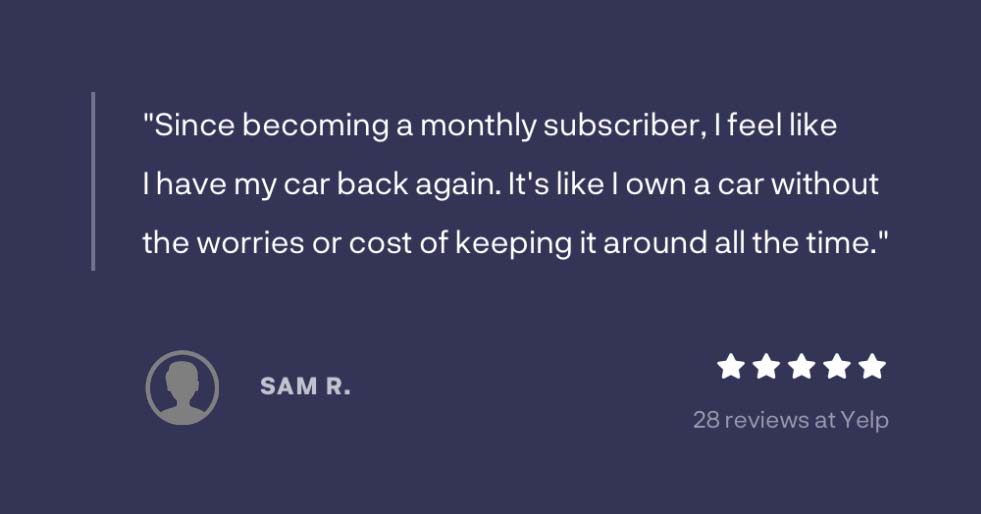 "Since becoming a monthly subscriber, I feel like
I have my car back again. It's like I own a car without
the worries or cost of keeping it around all the time."
SAM R.
28 reviews at Yelp